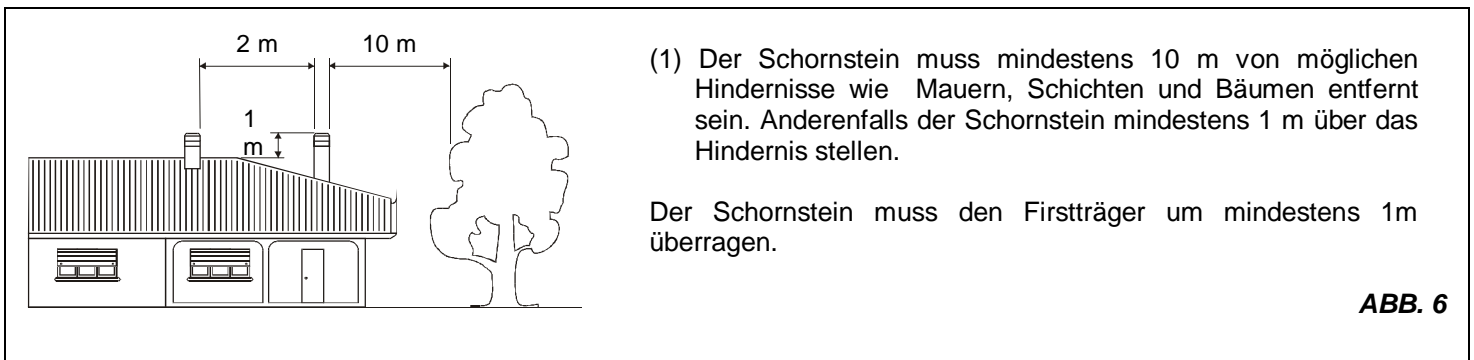 2 m
10 m
1
m
(1) Der Schornstein muss mindestens 10 m von möglichen
Hindernisse wie Mauern, Schichten und Bäumen entfernt
sein. Anderenfalls der Schornstein mindestens 1 m über das
Hindernis stellen.
Der Schornstein muss den Firstträger um mindestens 1m
überragen.
ABB. 6